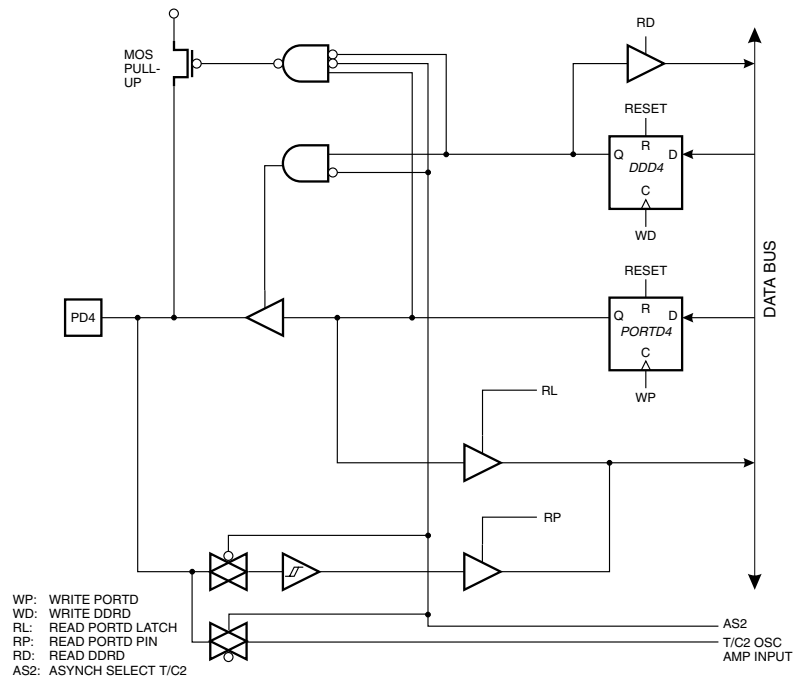 RD
MOS
PULL-
UP
RESET
R
Q
D
DDD4
C
WD
RESET
R
Q
D
PORTD4
C
WP
DATA BUS
PD4
RL
RP
WP: WRITE PORTD
WD: WRITE DDRD
RL: READ PORTD LATCH
RP: READ PORTD PIN
RD: READ DDRD
AS2: ASYNCH SELECT T/C2
AS2
T/C2 OSC
AMP INPUT